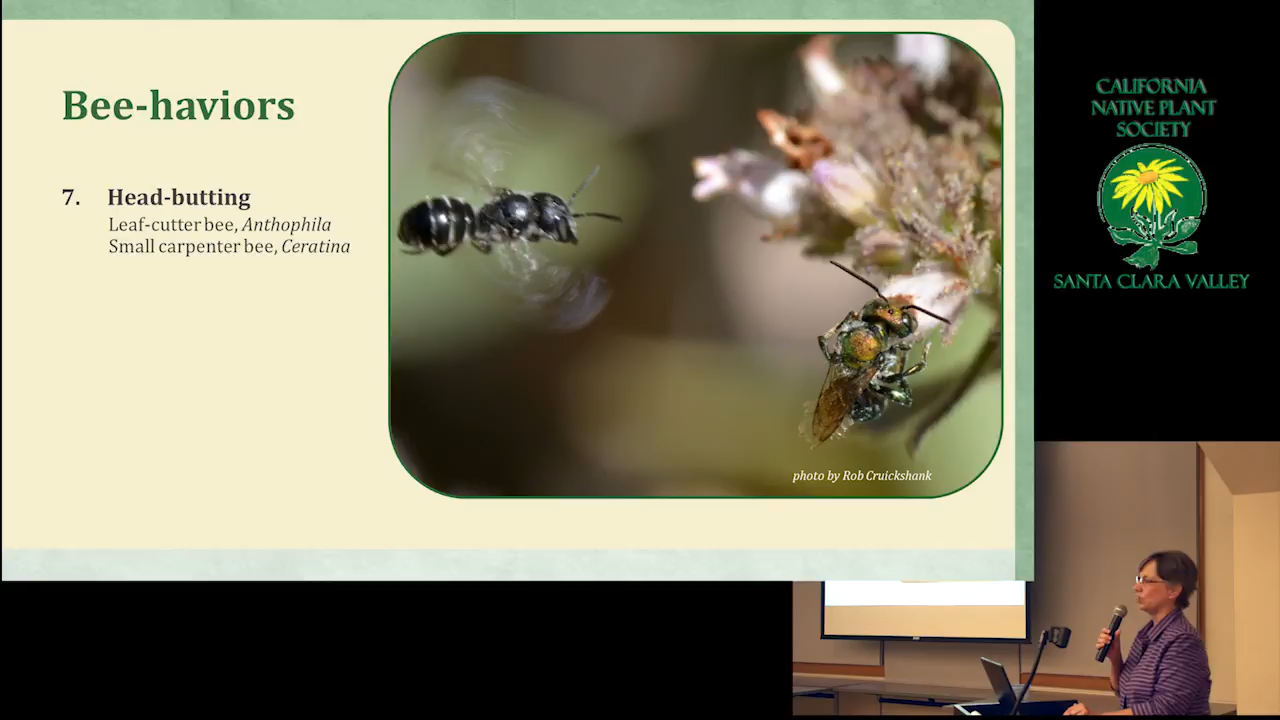 Bee-haviors
7. Head-butting
Leaf-cutter bee, Anthophila
Small carpenter bee, Ceratina
photo by Rob Cruickshank
CALIFORNIA
NATIVE PLANT
SOCIETY
SANTA CLARA VALLEY